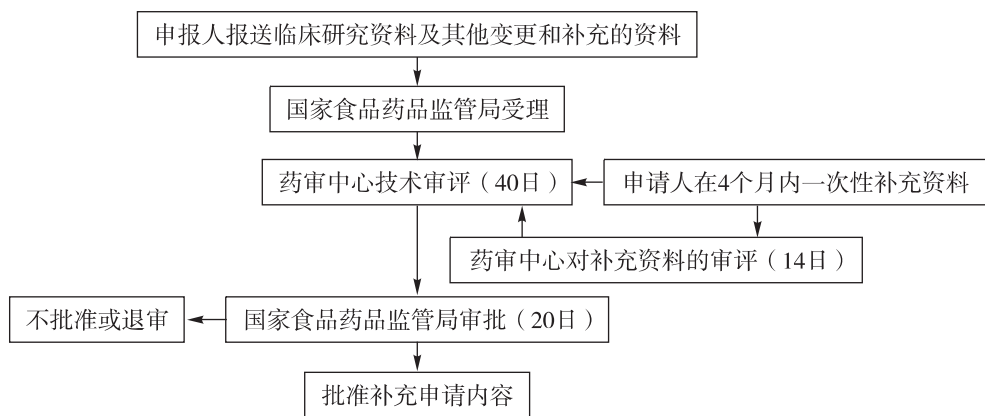 申报人报送临床研究资料及其他变更和补充的资料
国家食品药品监管局受理
药审中心技术审评（40日）
申请人在4个月内一次性补充资料
药审中心对补充资料的审评（14日）
不批准或退审
国家食品药品监管局审批（20日）
批准补充申请内容